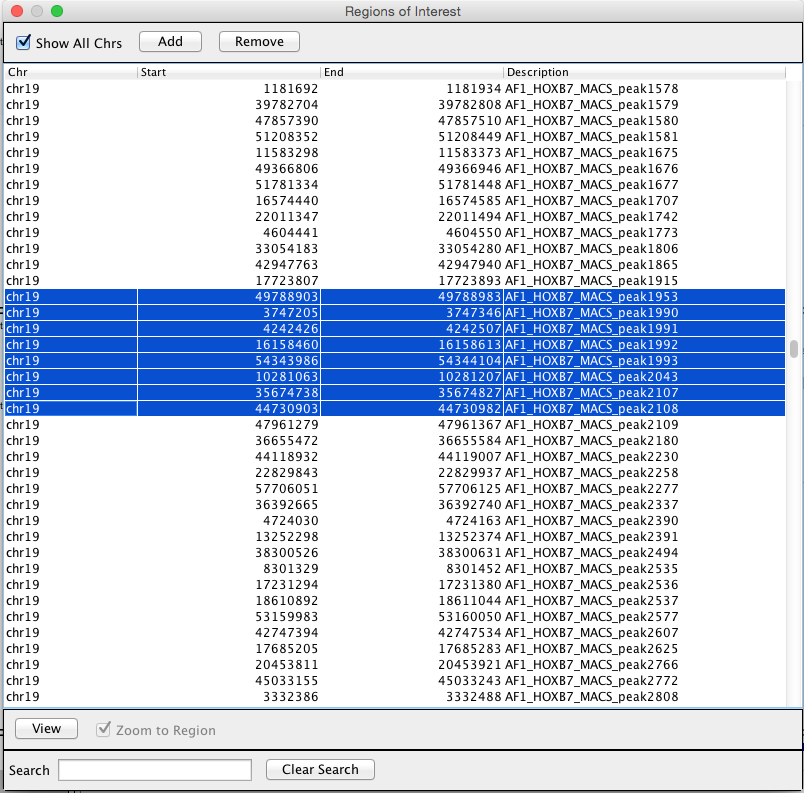 Regions of Interest
Show All Chrs Add Remove
Chr Start End Description
chr19 1181692 1181934 AF1_HOXB7_MACS_peak1578
chr19 39782704 39782808 AF1_HOXB7_MACS_peak1579
chr19 47857390 47857510 AF1_HOXB7_MACS_peak1580
chr19 51208352 51208449 AF1_HOXB7_MACS_peak1581
chr19 11583298 11583373 AF1_HOXB7_MACS_peak1675
chr19 49366806 49366946 AF1_HOXB7_MACS_peak1676
chr19 51781334 51781448 AF1_HOXB7_MACS_peak1677
chr19 16574440 16574585 AF1_HOXB7_MACS_peak1707
chr19 22011347 22011494 AF1_HOXB7_MACS_peak1742
chr19 4604441 4604550 AF1_HOXB7_MACS_peak1773
chr19 33054183 33054280 AF1_HOXB7_MACS_peak1806
chr19 42947763 42947940 AF1_HOXB7_MACS_peak1865
chr19 17723807 17723893 AF1_HOXB7_MACS_peak1915
chr19 49788903 49788983 AF1_HOXB7_MACS_peak1953
chr19 3747205 3747346 AF1_HOXB7_MACS_peak1990
chr19 4242426 4242507 AF1_HOXB7_MACS_peak1991
chr19 16158460 16158613 AF1_HOXB7_MACS_peak1992
chr19 54343986 54344104 AF1_HOXB7_MACS_peak1993
chr19 10281063 10281207 AF1_HOXB7_MACS_peak2043
chr19 35674738 35674827 AF1_HOXB7_MACS_peak2107
chr19 44730903 44730982 AF1_HOXB7_MACS_peak2108
chr19 47961279 47961367 AF1_HOXB7_MACS_peak2109
chr19 36655472 36655584 AF1_HOXB7_MACS_peak2180
chr19 44118932 44119007 AF1_HOXB7_MACS_peak2230
chr19 22829843 22829937 AF1_HOXB7_MACS_peak2258
chr19 57706051 57706125 AF1_HOXB7_MACS_peak2277
chr19 36392665 36392740 AF1_HOXB7_MACS_peak2337
chr19 4724030 4724163 AF1_HOXB7_MACS_peak2390
chr19 13252298 13252374 AF1_HOXB7_MACS_peak2391
chr19 38300526 38300631 AF1_HOXB7_MACS_peak2494
chr19 8301329 8301452 AF1_HOXB7_MACS_peak2535
chr19 17231294 17231380 AF1_HOXB7_MACS_peak2536
chr19 18610892 18611044 AF1_HOXB7_MACS_peak2537
chr19 53159983 53160050 AF1_HOXB7_MACS_peak2577
chr19 42747394 42747534 AF1_HOXB7_MACS_peak2607
chr19 17685205 17685283 AF1_HOXB7_MACS_peak2625
chr19 20453811 20453921 AF1_HOXB7_MACS_peak2766
chr19 45033155 45033243 AF1_HOXB7_MACS_peak2772
chr19 3332386 3332488 AF1_HOXB7_MACS_peak2808
View Zoom to Region
Search Clear Search